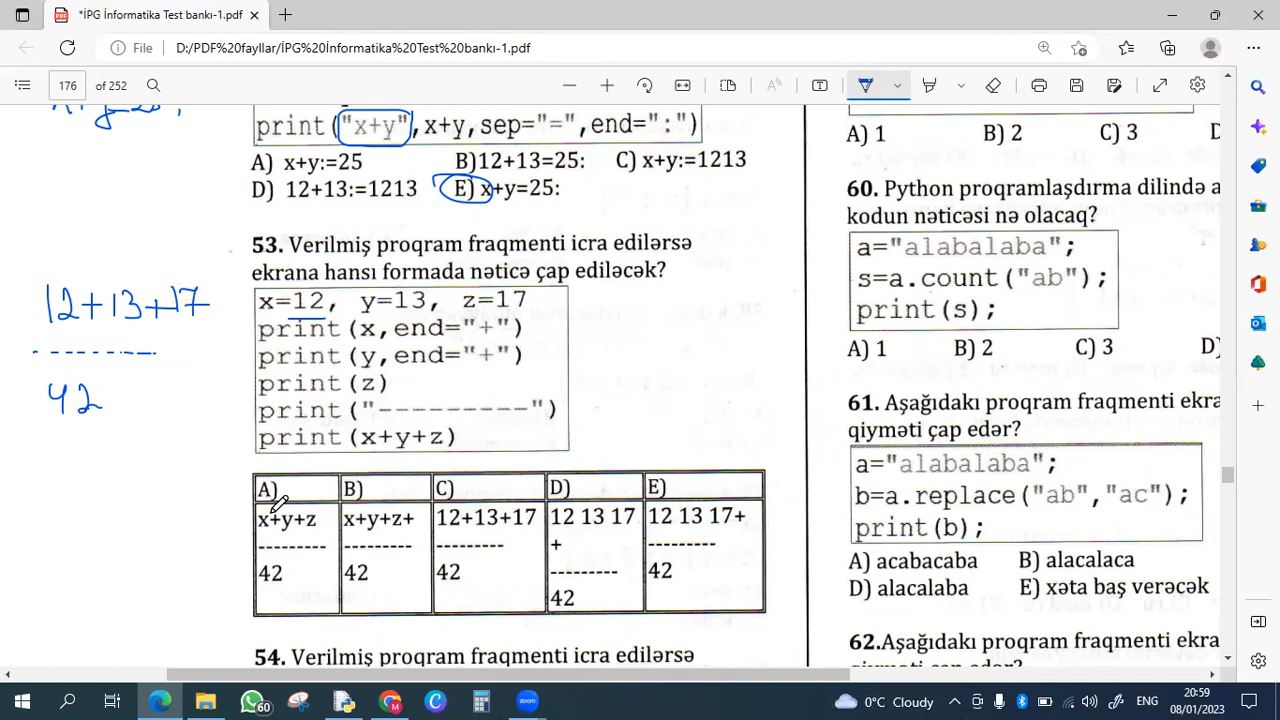 *İPG İnformatika Test bankı-1.pdf
File D:/PDF%20fayllar/İPG%20İnformatika%20Test%20bankı-1.pdf
176 of 252
print("x+y",x+y,sep="=",end=":")
A) x+y:=25 B)12+13=25: C) x+y:=1213
D) 12+13:=1213 E) x+y=25:
53. Verilmiş proqram fraqmenti icra edilərsə
ekrana hansı formada nəticə çap ediləcək?
x=12, y=13, z=17
print(x,end="+")
print(y,end="+")
print(z)
print("----------")
print(x+y+z)
12+13+17
----------
42
A) B) C) D) E)
x+y+z x+y+z+ 12+13+17 12 13 17 12 13 17+
--------- --------- --------- + ---------
42 42 42 --------- 42
42
54. Verilmiş proqram fraqmenti icra edilərsə
A) 1 B) 2 C) 3
60. Python proqramlaşdırma dilində a
kodun nəticəsi nə olacaq?
a="alabalaba";
s=a.count("ab");
print(s);
A) 1 B) 2 C) 3 D)
61. Aşağıdakı proqram fraqmenti ekra
qiyməti çap edər?
a="alabalaba";
b=a.replace("ab","ac");
print(b);
A) acabacaba B) alacalaca
D) alacalaba E) xəta baş verəcək
62.Aşağıdakı proqram fraqmenti ekra
60
0°C Cloudy ENG 20:59
08/01/2023